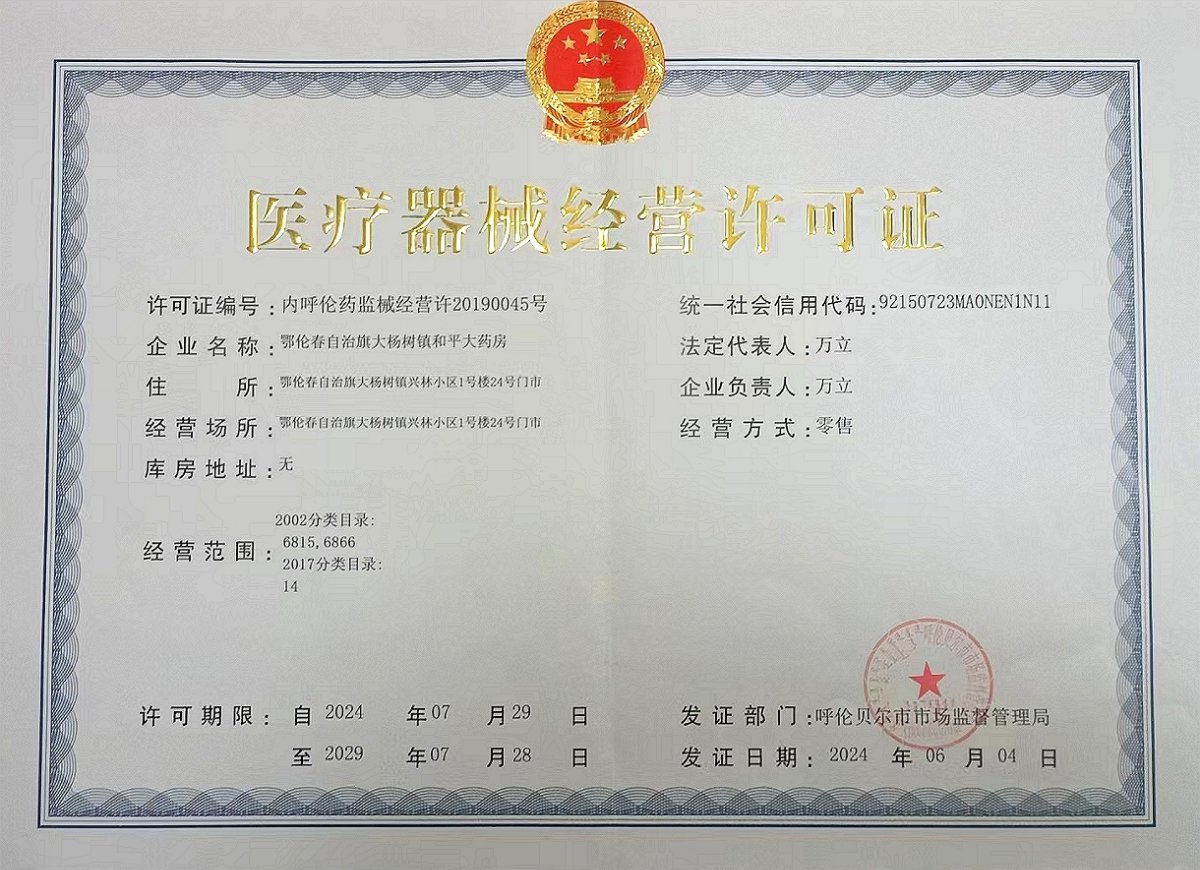 医疗器械经营许可证
许可证编号：内呼伦药监械经营许20190045号
统一社会信用代码：92150723MA0NEN1N11
企业名称：鄂伦春自治旗大杨树镇和平大药房
法定代表人：万立
住所：鄂伦春自治旗大杨树镇兴林小区1号楼24号门市
企业负责人：万立
经营场所：鄂伦春自治旗大杨树镇兴林小区1号楼24号门市
经营方式：零售
库房地址：无
经营范围：
2002分类目录:
6815,6866
2017分类目录:
14
许可期限：自 2024 年 07 月 29 日
至 2029 年 07 月 28 日
发证部门：呼伦贝尔市市场监督管理局
发证日期：2024 年 06 月 04 日